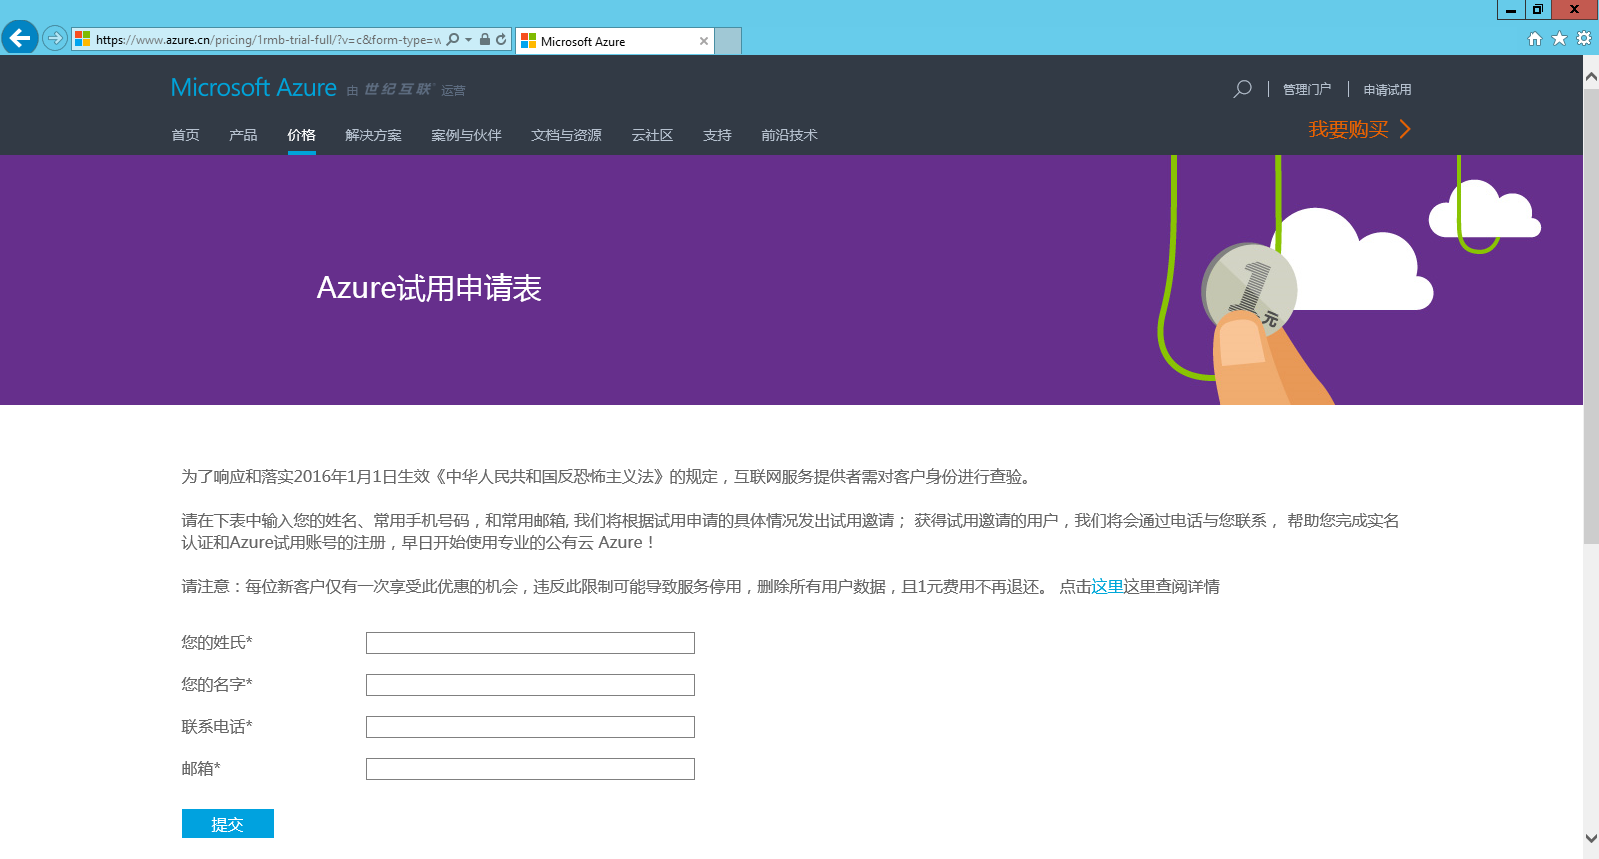 https://www.azure.cn/pricing/1rmb-trial-full/?v=c&form-type=w
Microsoft Azure
Microsoft Azure 由 世纪互联 运营
管理门户
申请试用
首页 产品 价格 解决方案 案例与伙伴 文档与资源 云社区 支持 前沿技术
我要购买
Azure试用申请表
1
元
为了响应和落实2016年1月1日生效《中华人民共和国反恐怖主义法》的规定，互联网服务提供者需对客户身份进行查验。
请在下表中输入您的姓名、常用手机号码，和常用邮箱, 我们将根据试用申请的具体情况发出试用邀请； 获得试用邀请的用户，我们将会通过电话与您联系， 帮助您完成实名
认证和Azure试用账号的注册，早日开始使用专业的公有云 Azure！
请注意：每位新客户仅有一次享受此优惠的机会，违反此限制可能导致服务停用，删除所有用户数据，且1元费用不再退还。 点击这里这里查阅详情
您的姓氏*
您的名字*
联系电话*
邮箱*
提交